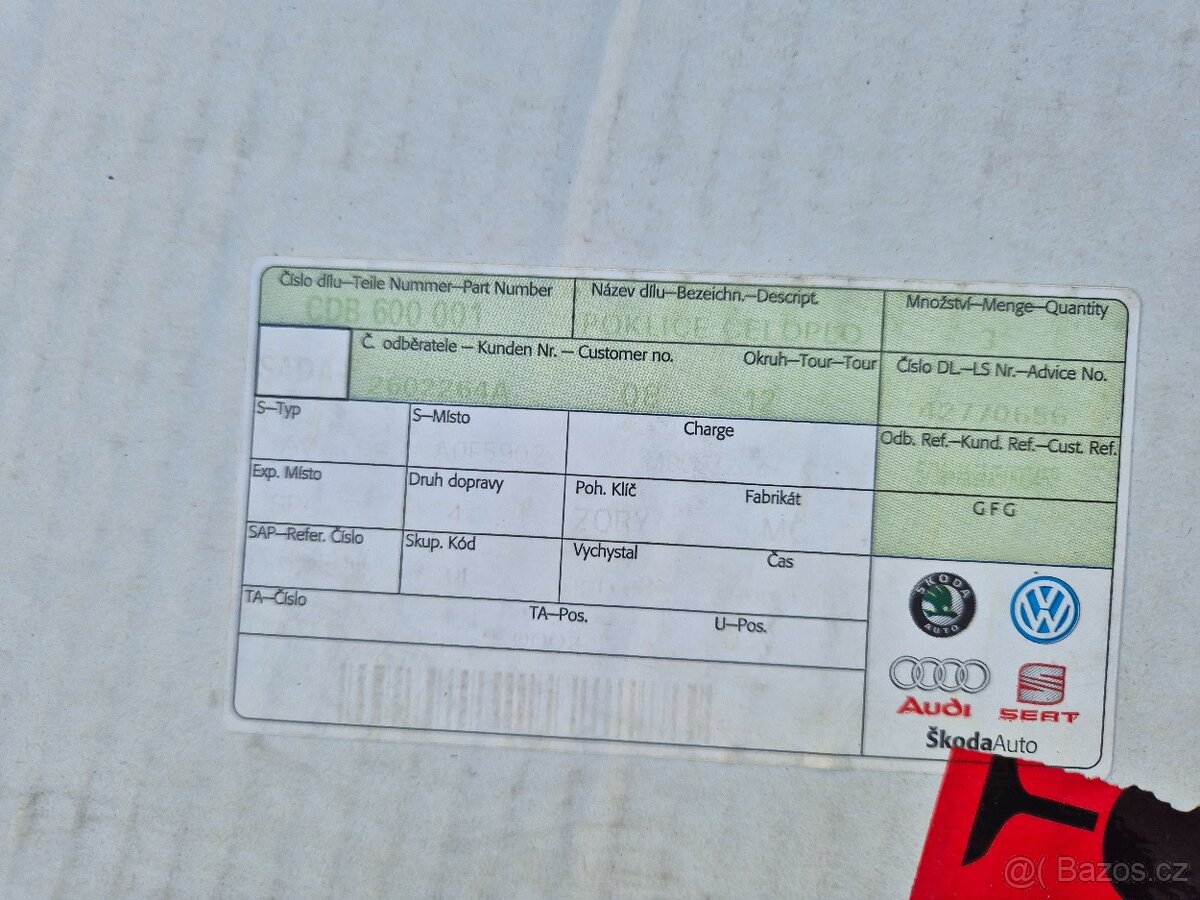 Číslo dílu–Teile Nummer–Part Number
CDB 600 001
Název dílu–Bezeichn.–Descript.
POKLICE CELOPLO
Množství–Menge–Quantity
SADA
Č. odběratele – Kunden Nr. – Customer no.
Okruh–Tour–Tour
12
Číslo DL.–LS Nr.–Advice No.
S–Typ
S–Místo
Charge
Odb. Ref.–Kund. Ref.–Cust. Ref.
Exp. Místo
Druh dopravy
Poh. Klíč
Fabrikát
ZORY
G F G
SAP–Refer. Číslo
Skup. Kód
Vychystal
Čas
TA–Číslo
TA–Pos.
U–Pos.
ŠKODA
AUTO
Audi
SEAT
ŠkodaAuto
@( Bazos.cz